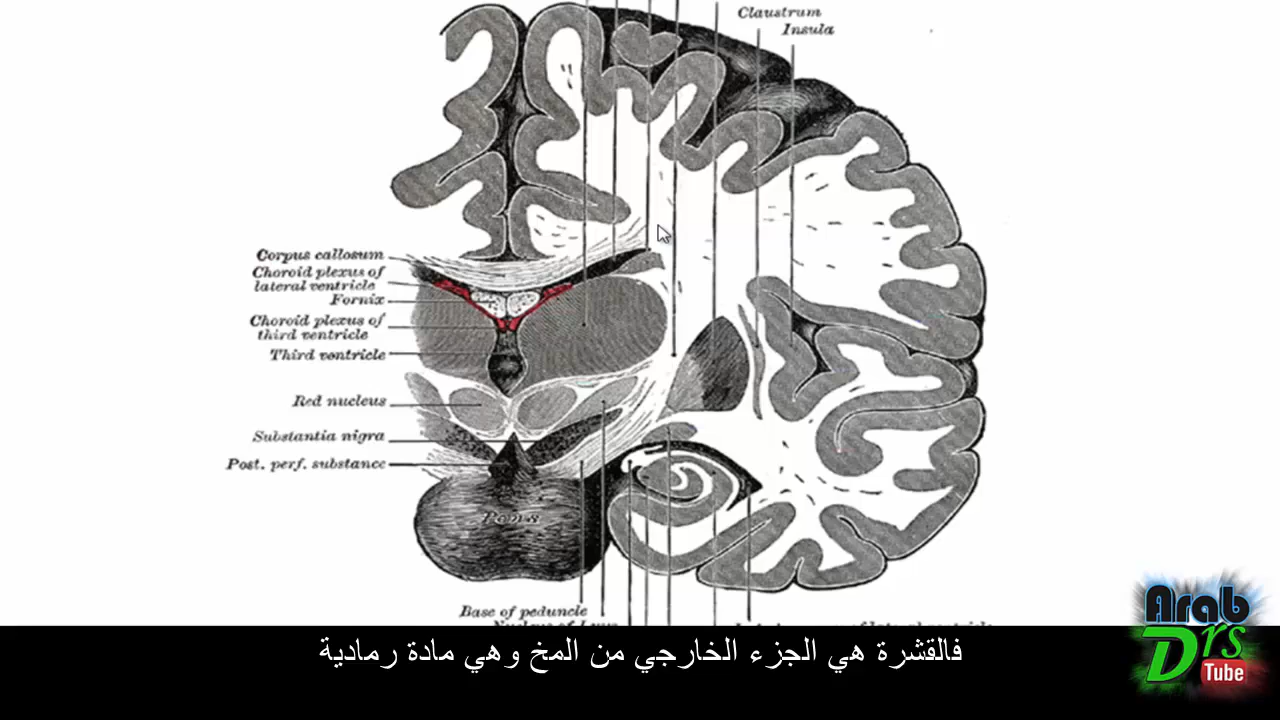 Claustrum
Insula
Corpus callosum
Choroid plexus of
lateral ventricle
Fornix
Choroid plexus of
third ventricle
Third ventricle
Red nucleus
Substantia nigra
Post. perf. substance
Pons
Base of peduncle
فالقشرة هي الجزء الخارجي من المخ وهي مادة رمادية
Arab
Drs
Tube